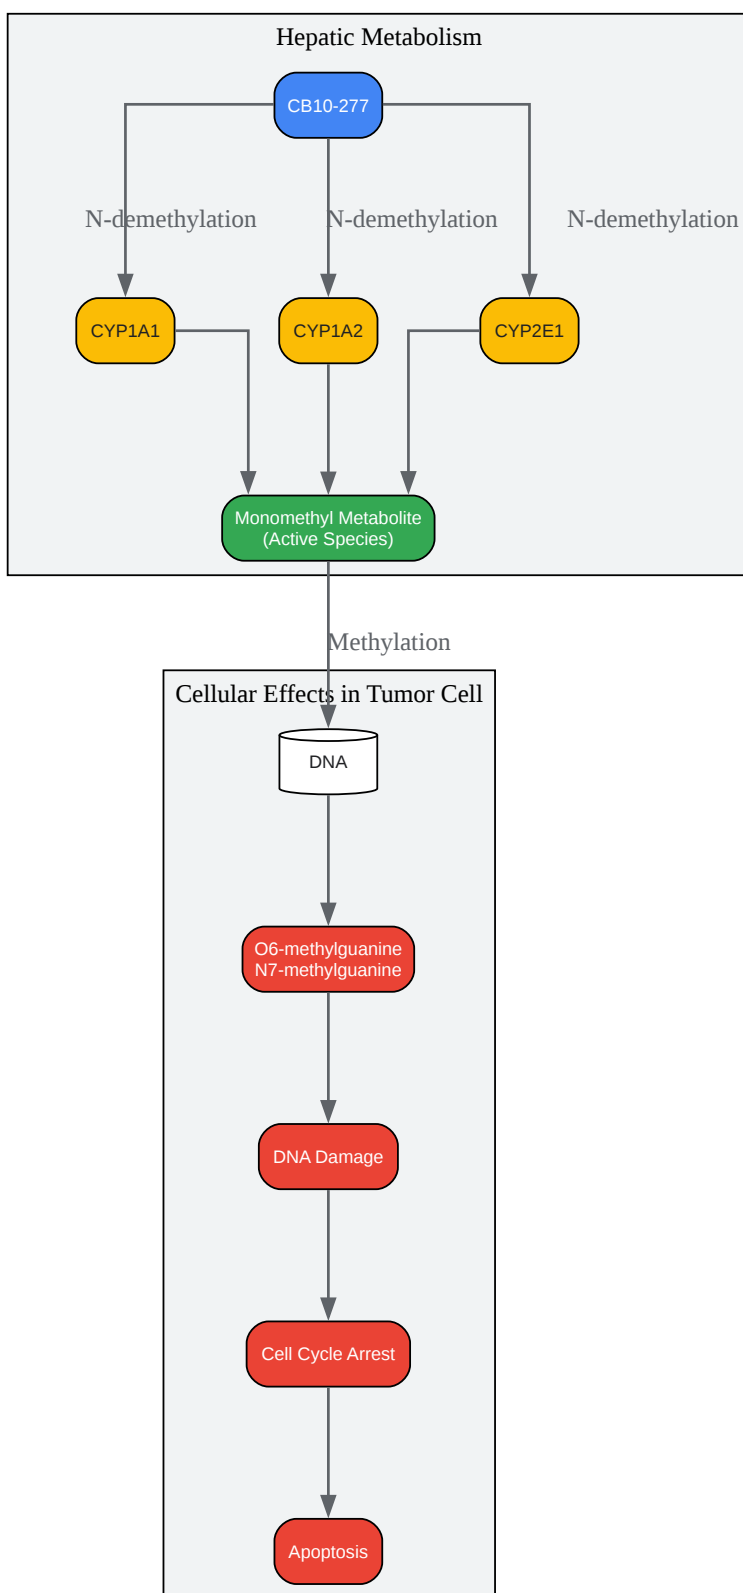 Hepatic Metabolism
CB10-277
N-demethylation
N-demethylation
N-demethylation
CYP1A1
CYP1A2
CYP2E1
Monomethyl Metabolite
(Active Species)
Methylation
Cellular Effects in Tumor Cell
DNA
O6-methylguanine
N7-methylguanine
DNA Damage
Cell Cycle Arrest
Apoptosis